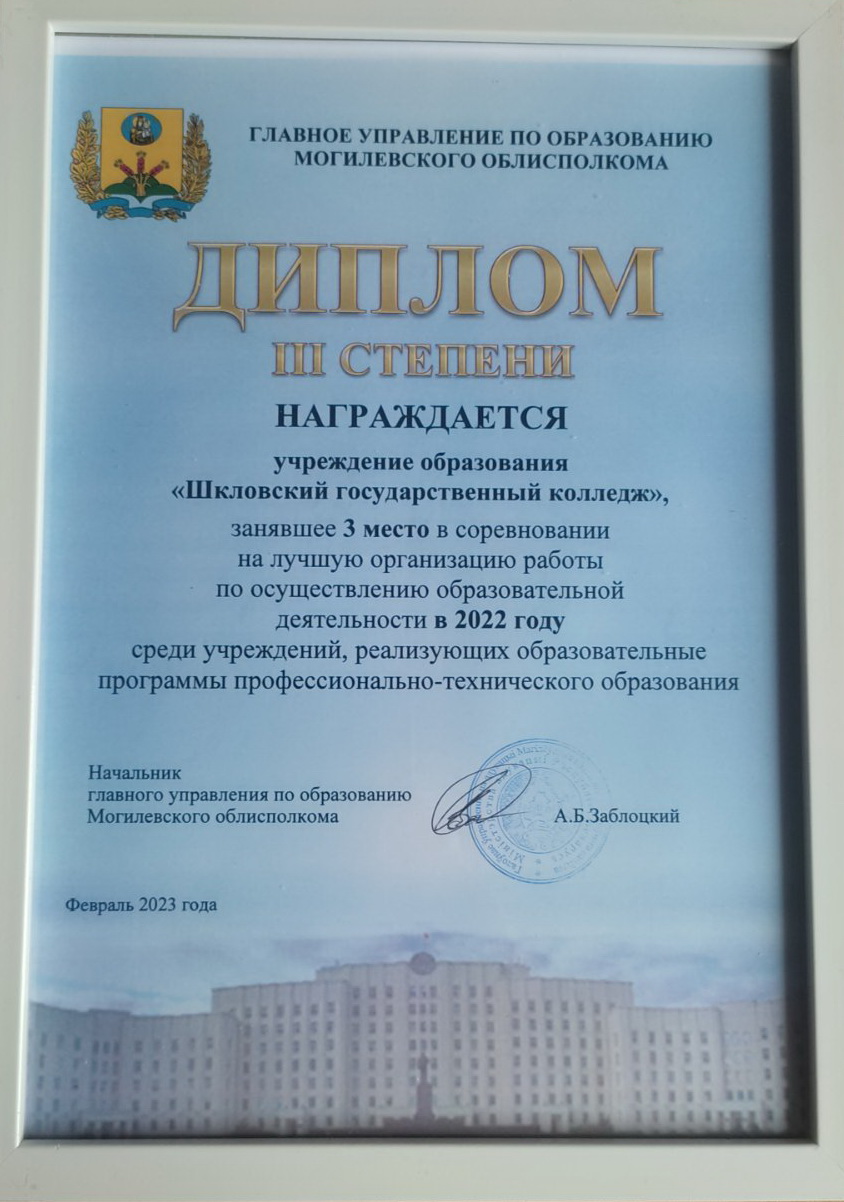 ГЛАВНОЕ УПРАВЛЕНИЕ ПО ОБРАЗОВАНИЮ
МОГИЛЕВСКОГО ОБЛИСПОЛКОМА
ДИПЛОМ
III СТЕПЕНИ
НАГРАЖДАЕТСЯ
учреждение образования
«Шкловский государственный колледж»,
занявшее 3 место в соревновании
на лучшую организацию работы
по осуществлению образовательной
деятельности в 2022 году
среди учреждений, реализующих образовательные
программы профессионально-технического образования
Начальник
главного управления по образованию
Могилевского облисполкома
А.Б.Заблоцкий
Февраль 2023 года